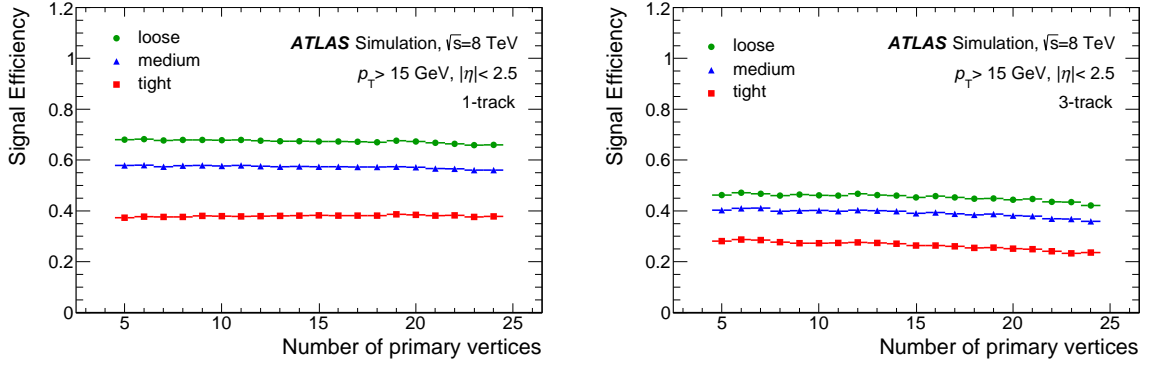 Signal Efficiency
1.2
1
0.8
0.6
0.4
0.2
0
loose
medium
tight
ATLAS Simulation, √s=8 TeV
p_T> 15 GeV, |η|< 2.5
1-track
5 10 15 20 25
Number of primary vertices
Signal Efficiency
1.2
1
0.8
0.6
0.4
0.2
0
loose
medium
tight
ATLAS Simulation, √s=8 TeV
p_T> 15 GeV, |η|< 2.5
3-track
5 10 15 20 25
Number of primary vertices